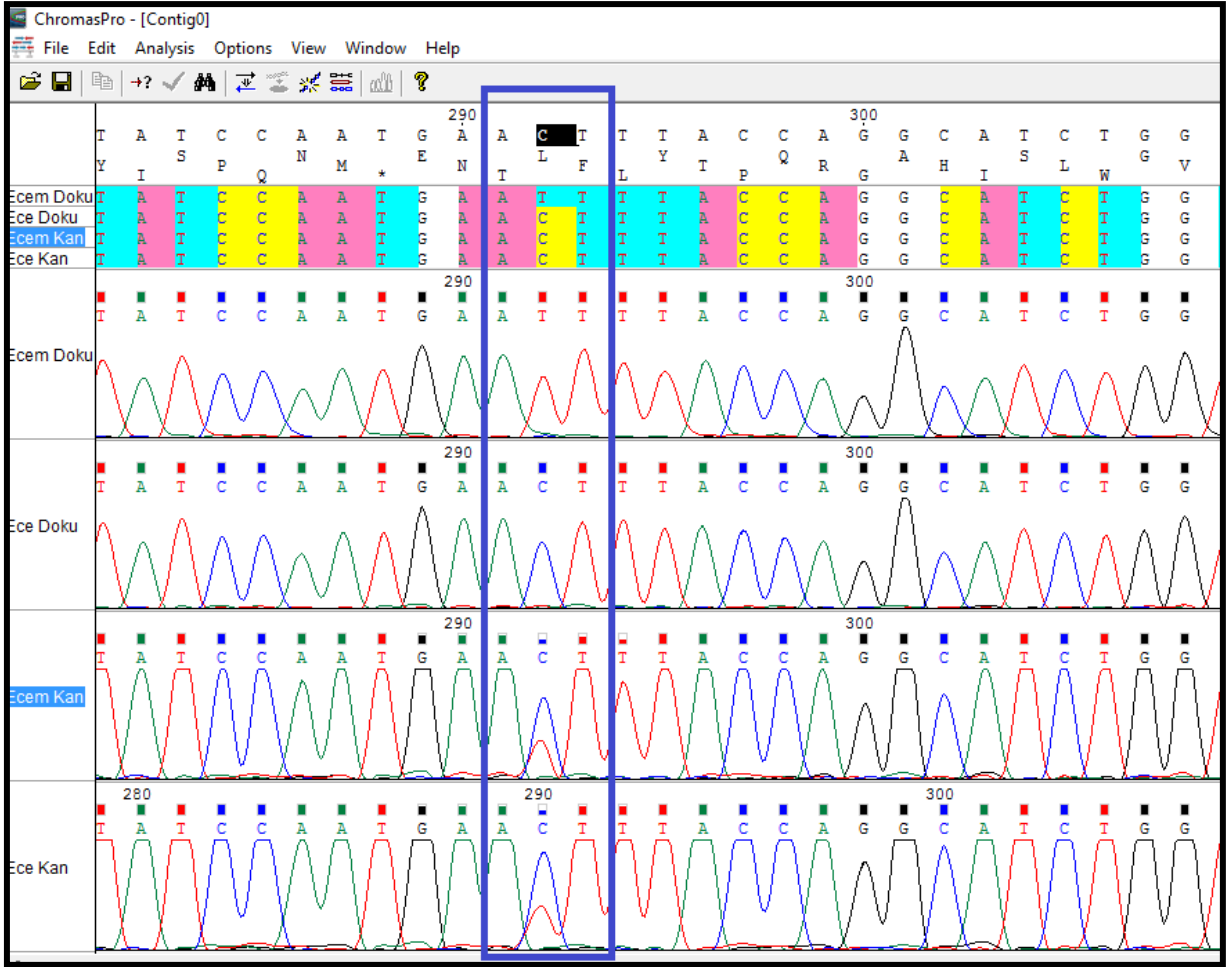 ChromasPro - [Contig0]
File Edit Analysis Options View Window Help
290 300
T A T C C A A T G A A C T T T A C C A G G C A T C T G G
S N E L Y Q A S G
Y P M N F T R H L V
I Q * T L P G I W
Ecem Doku T A T C C A A T G A A T T T T A C C A G G C A T C T G G
Ece Doku T A T C C A A T G A A C T T T A C C A G G C A T C T G G
Ecem Kan T A T C C A A T G A A C T T T A C C A G G C A T C T G G
Ece Kan T A T C C A A T G A A C T T T A C C A G G C A T C T G G
290 300
T A T C C A A T G A A T T T T A C C A G G C A T C T G G
Ecem Doku
290 300
T A T C C A A T G A A C T T T A C C A G G C A T C T G G
Ece Doku
290 300
T A T C C A A T G A A C T T T A C C A G G C A T C T G G
Ecem Kan
280 290 300
T A T C C A A T G A A C T T T A C C A G G C A T C T G G
Ece Kan